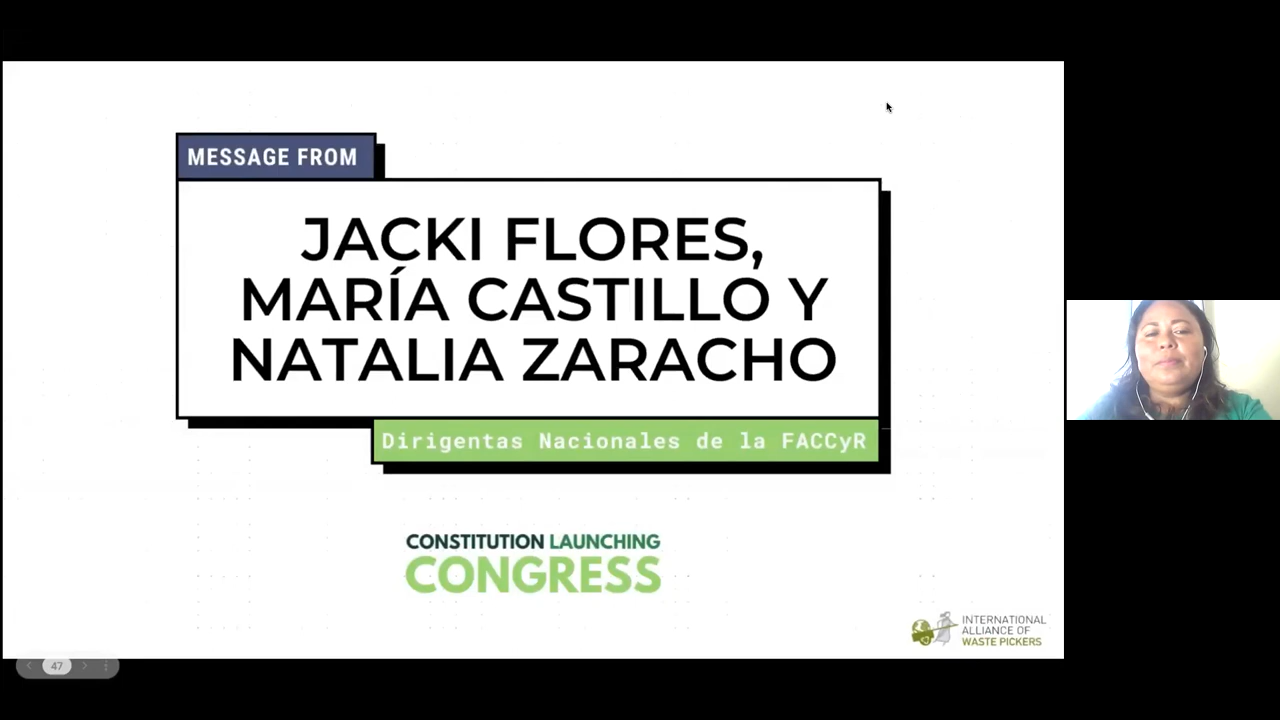 MESSAGE FROM
JACKI FLORES,
MARÍA CASTILLO Y
NATALIA ZARACHO
Dirigentas Nacionales de la FACCyR
CONSTITUTION LAUNCHING
CONGRESS
INTERNATIONAL
ALLIANCE OF
WASTE PICKERS
47